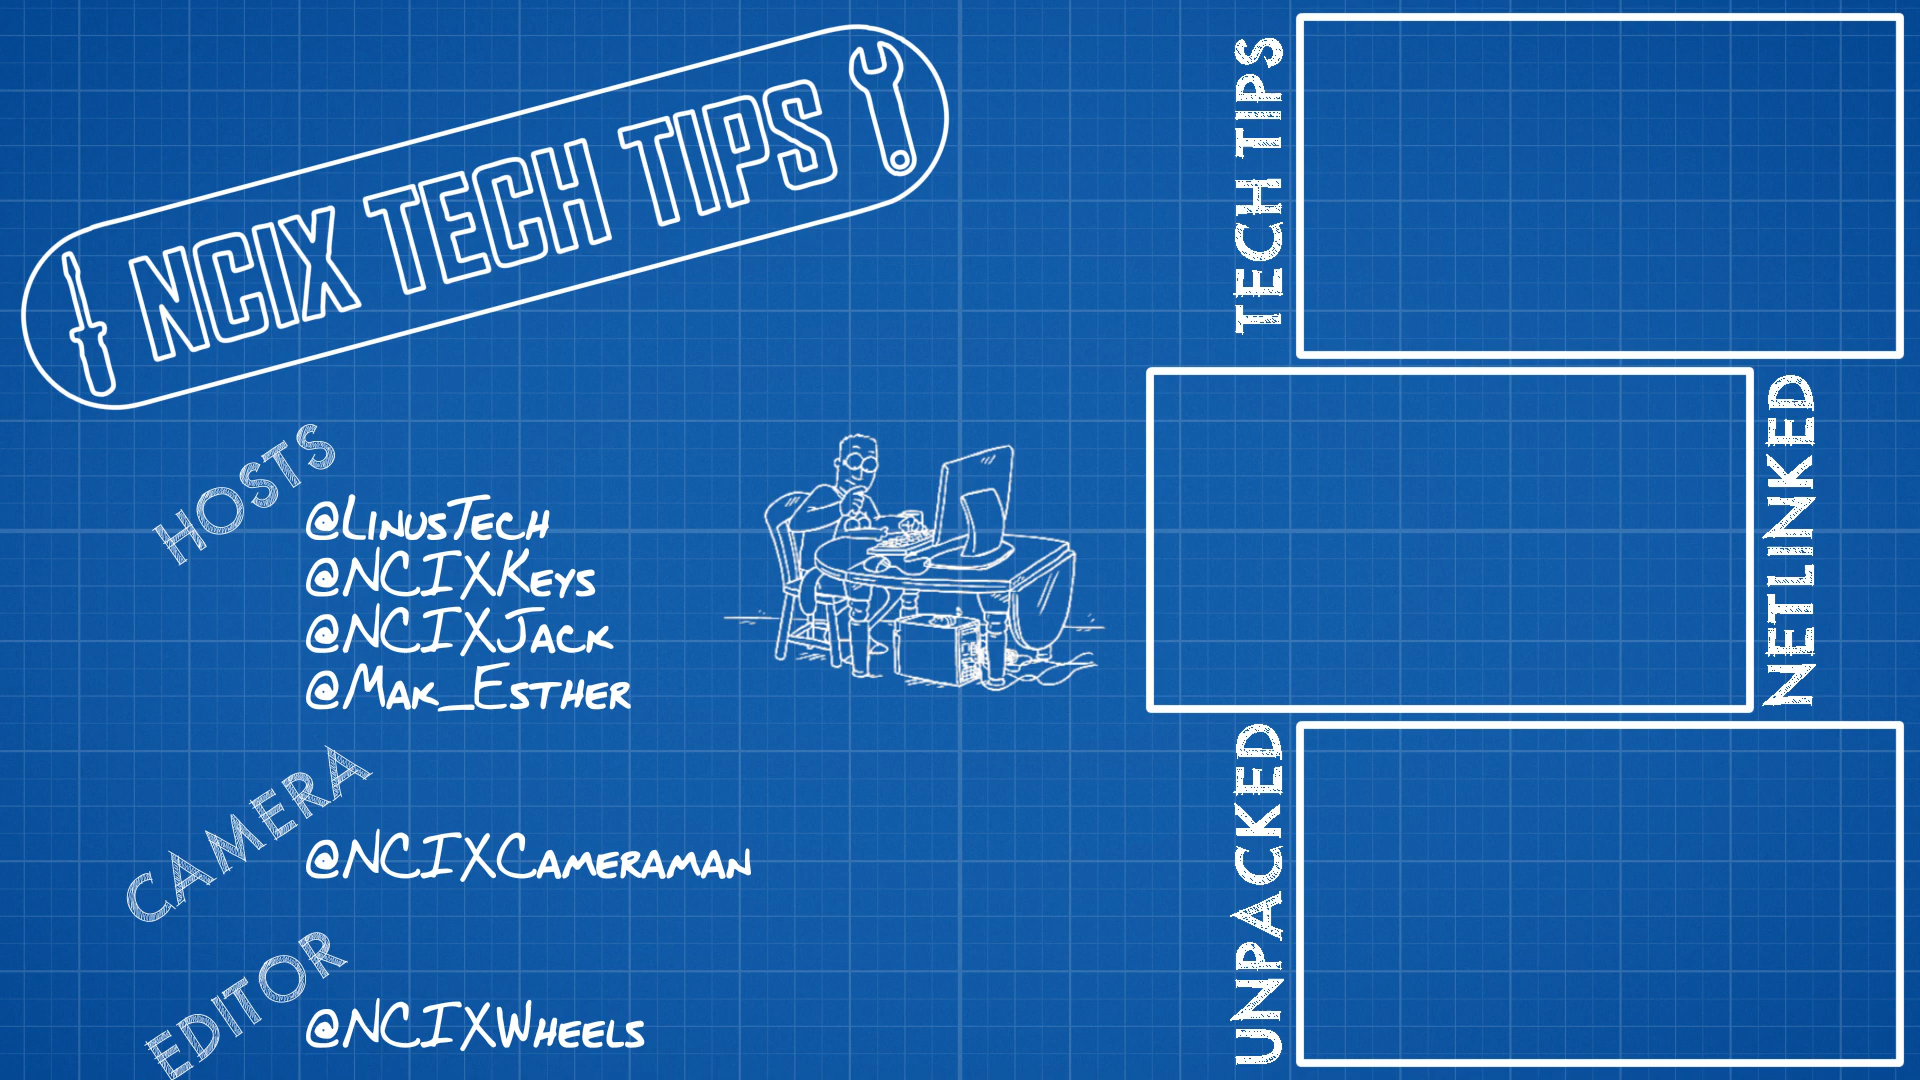 NCIX TECH TIPS
HOSTS
@LinusTech
@NCIXKeys
@NCIXJack
@Mak_Esther
CAMERA
@NCIXCameraman
EDITOR
@NCIXWheels
TECH TIPS
NETLINKED
UNPACKED